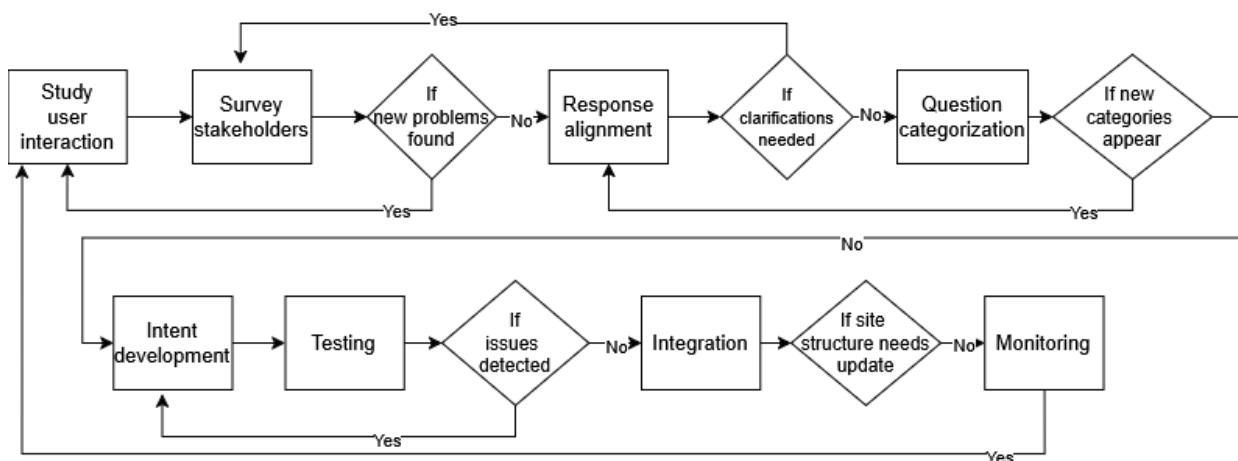 Yes
Study
user
interaction
Survey
stakeholders
If
new problems
found
No
Response
alignment
If
clarifications
needed
No
Question
categorization
If new
categories
appear
Yes
Yes
No
Intent
development
Testing
If
issues
detected
No
Integration
If site
structure needs
update
No
Monitoring
Yes
Yes